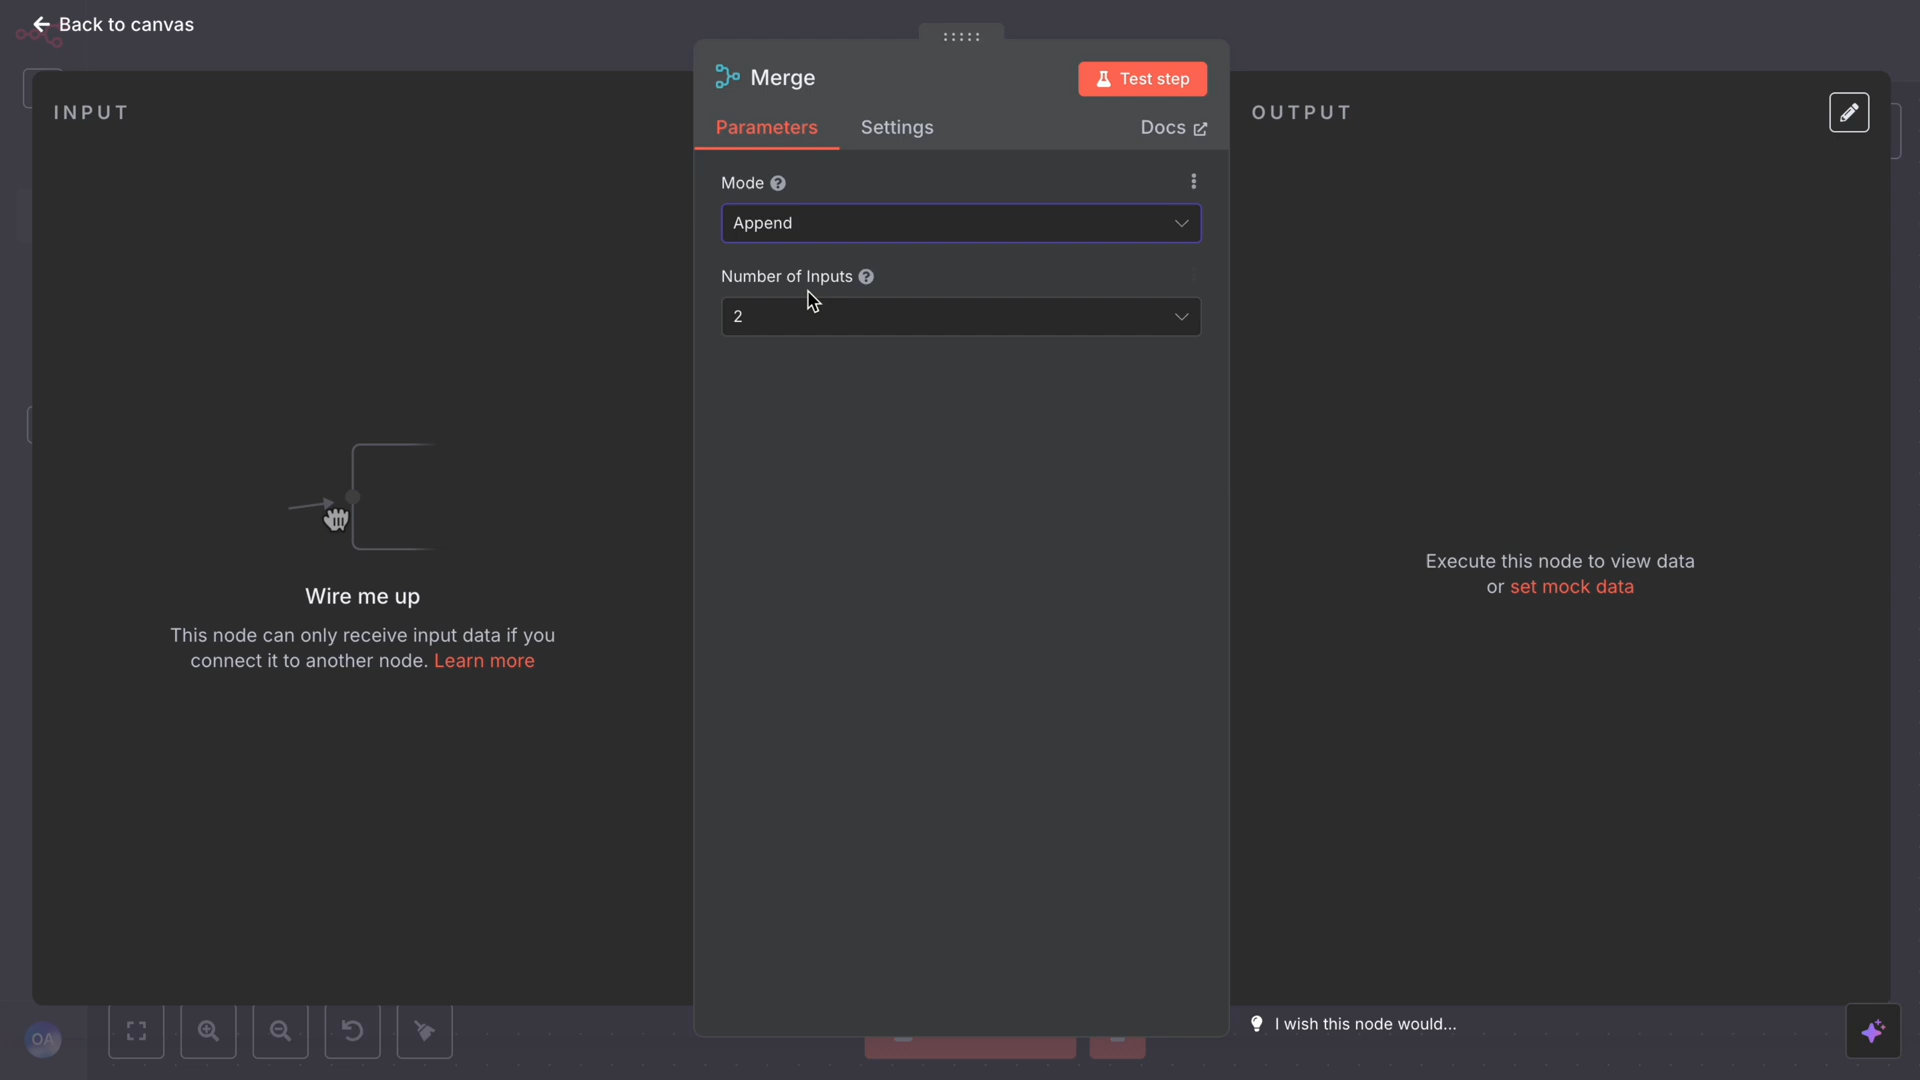 Back to canvas
INPUT
Merge
Test step
OUTPUT
Parameters
Settings
Docs
Mode
Append
Number of Inputs
2
Wire me up
This node can only receive input data if you
connect it to another node. Learn more
Execute this node to view data
or set mock data
I wish this node would...
OA